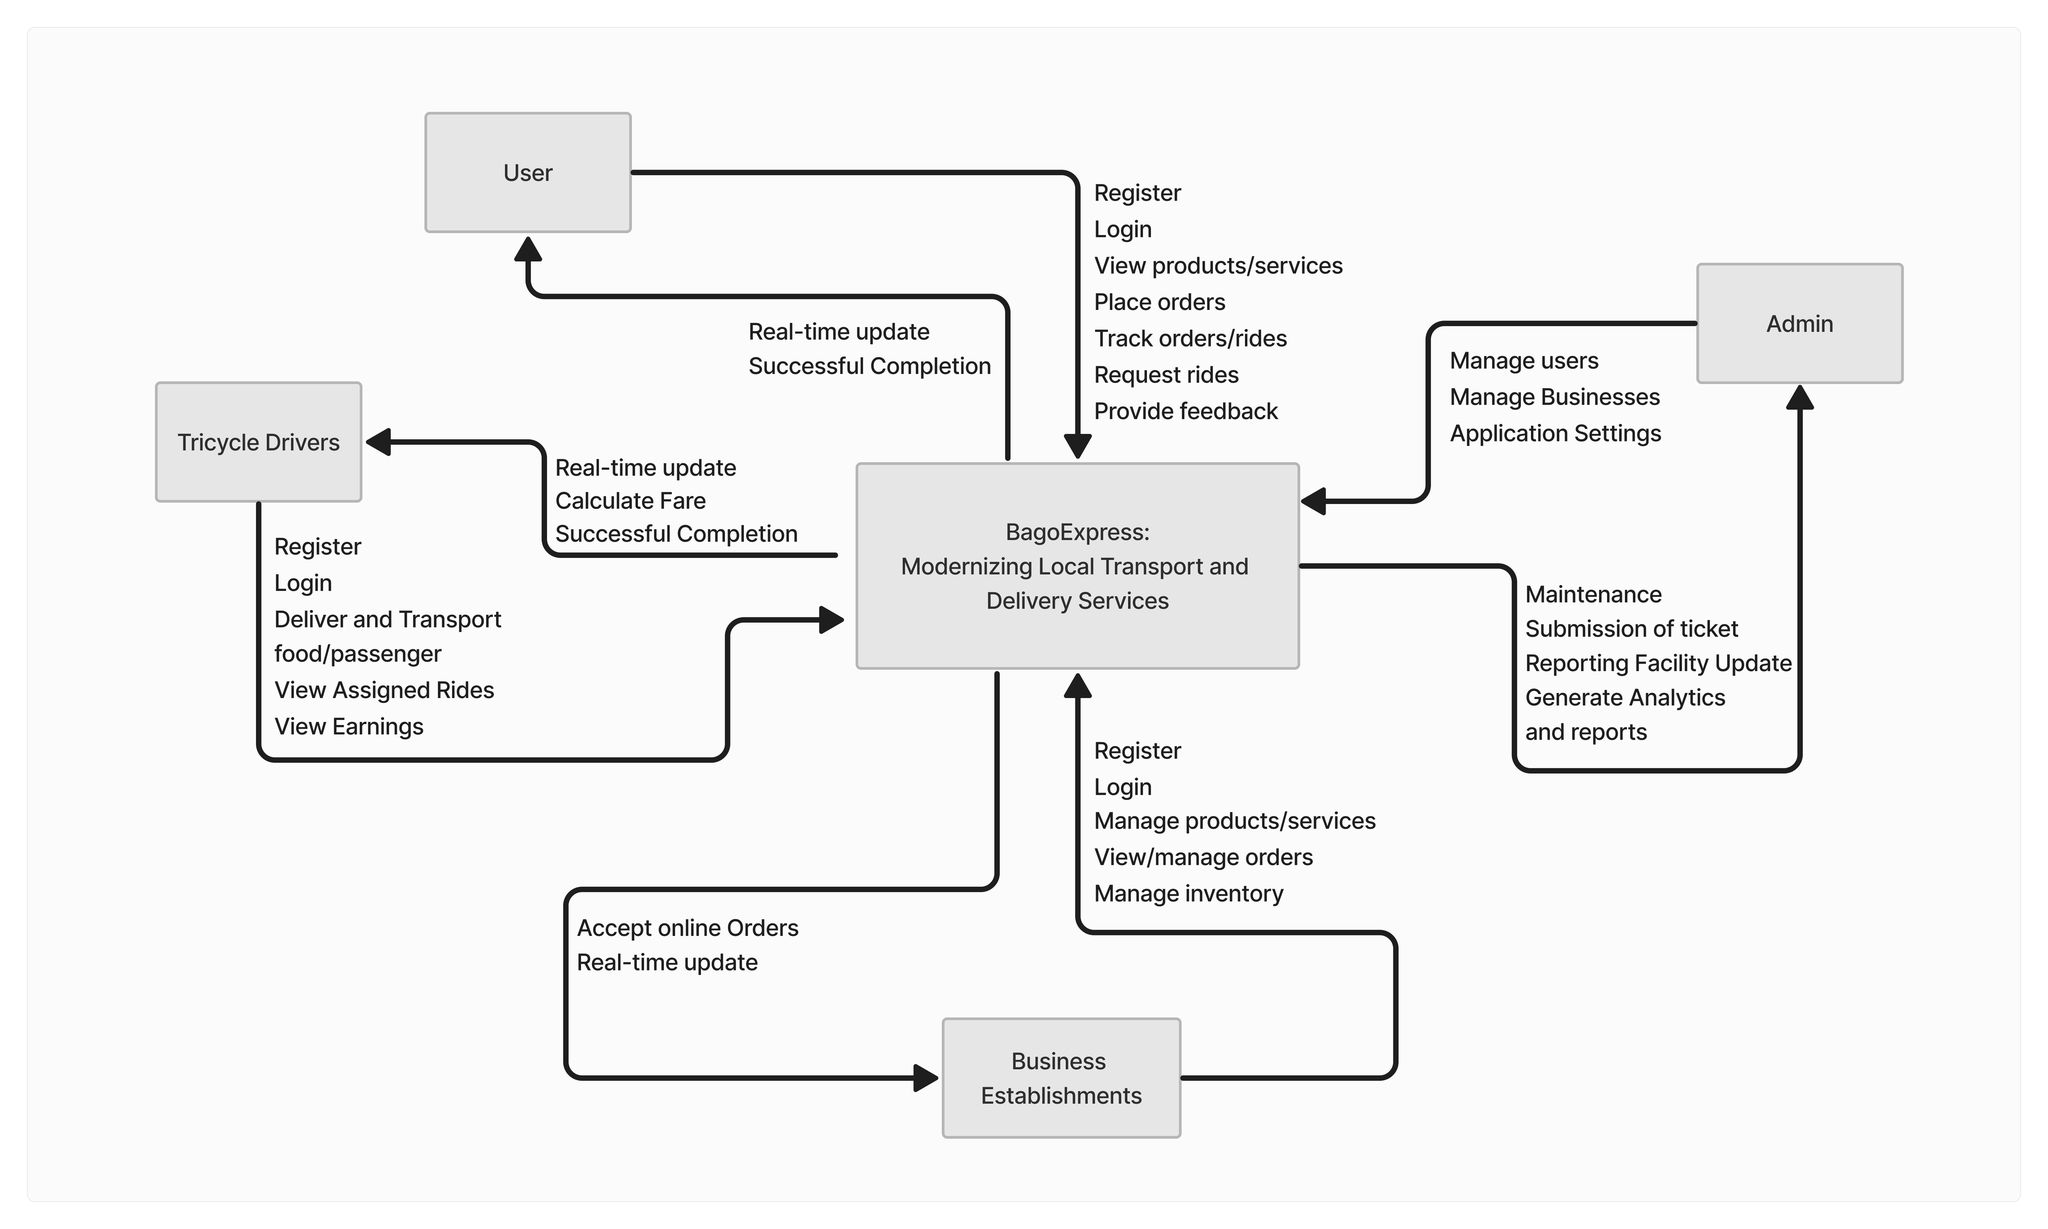 User
Register
Login
View products/services
Place orders
Track orders/rides
Request rides
Provide feedback
Real-time update
Successful Completion
Admin
Manage users
Manage Businesses
Application Settings
Tricycle Drivers
Real-time update
Calculate Fare
Successful Completion
Register
Login
Deliver and Transport
food/passenger
View Assigned Rides
View Earnings
BagoExpress:
Modernizing Local Transport and
Delivery Services
Maintenance
Submission of ticket
Reporting Facility Update
Generate Analytics
and reports
Register
Login
Manage products/services
View/manage orders
Manage inventory
Accept online Orders
Real-time update
Business
Establishments